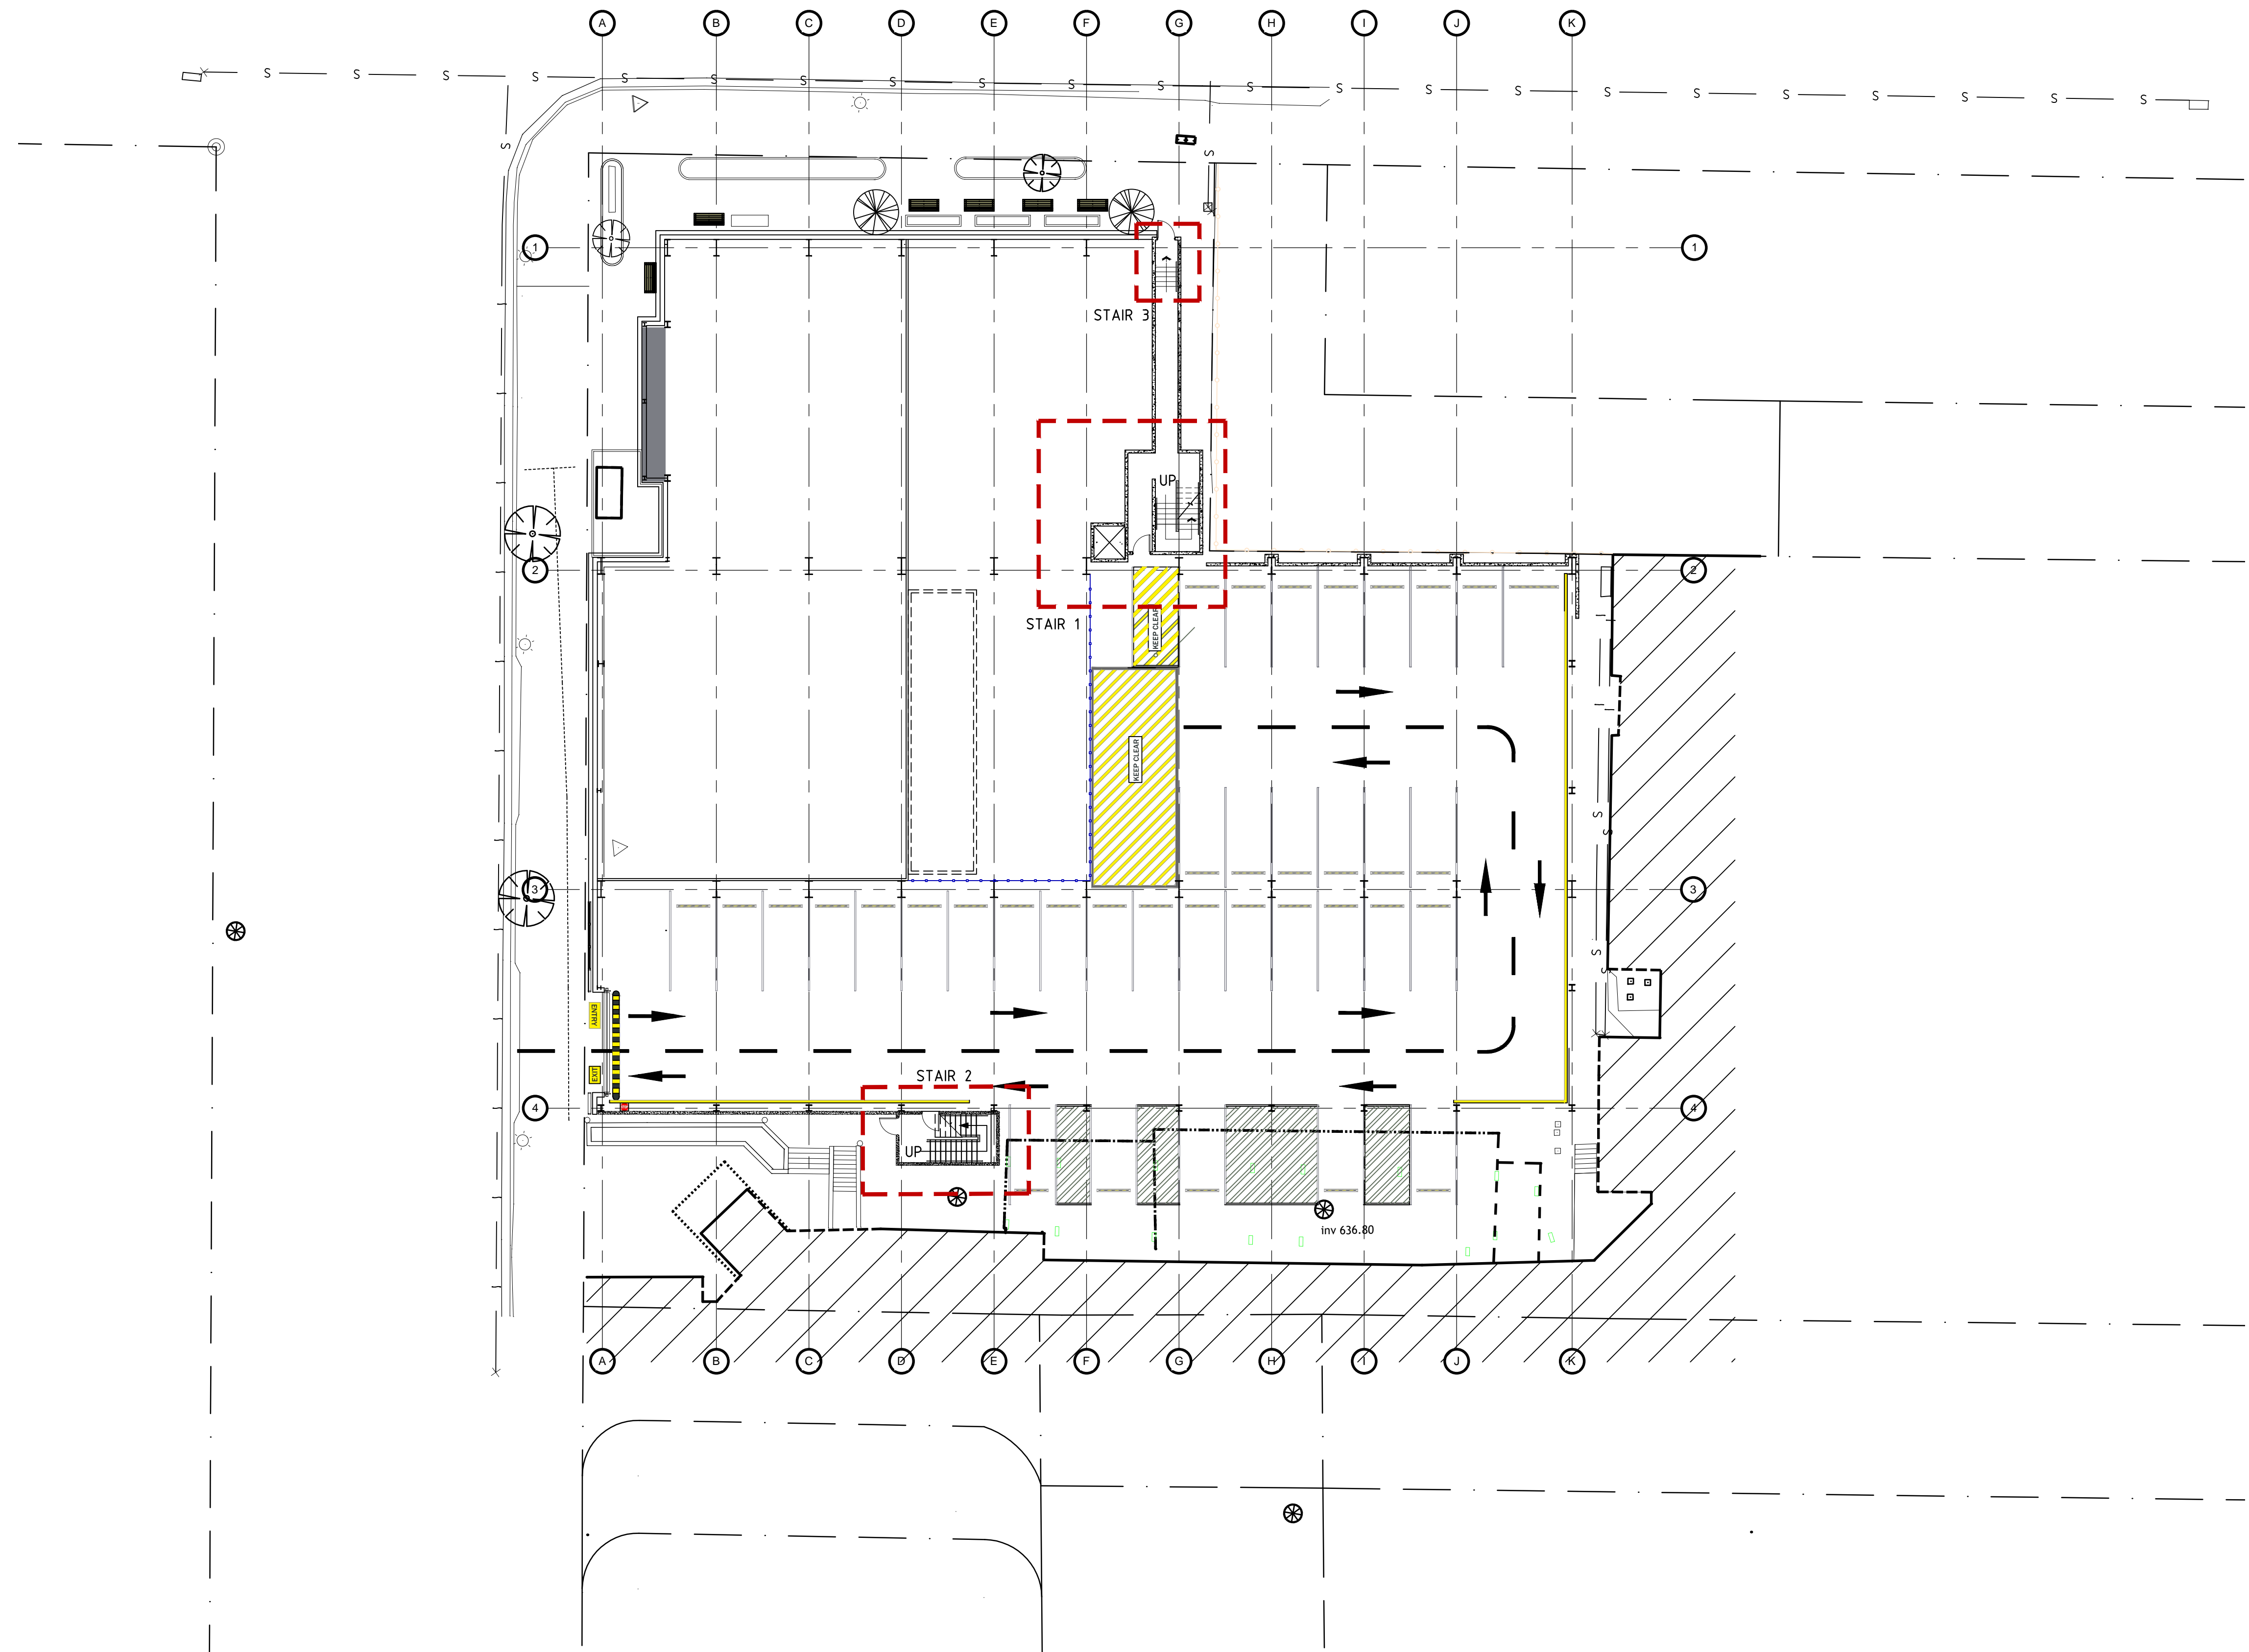 A B C D E F G H I J K
S S S S S S S S S S S S S S S S S S S S S S
S
S
1 1
STAIR 3
UP
2 2
STAIR 1
KEEP CLEAR
KEEP CLEAR
S
S
3 3
S
S
ENTRY
EXIT
STAIR 2
4 4
UP
inv 636.80
A B C D E F G H I J K